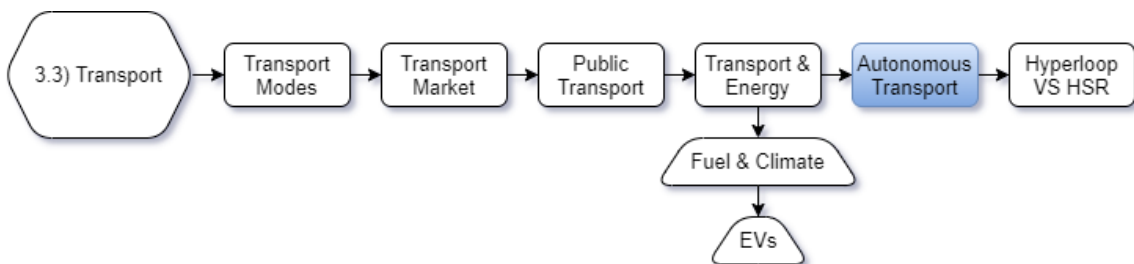 3.3) Transport
Transport
Modes
Transport
Market
Public
Transport
Transport &
Energy
Autonomous
Transport
Hyperloop
VS HSR
Fuel & Climate
EVs